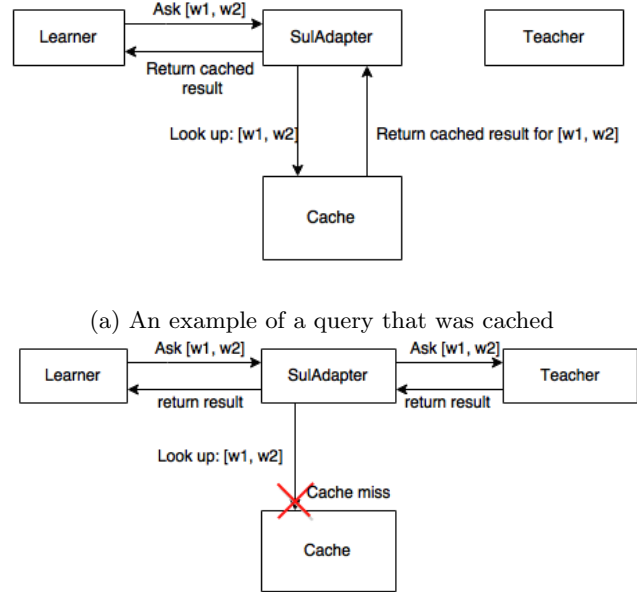 Ask [w1, w2]
Learner
SulAdapter
Teacher
Return cached
result
Look up: [w1, w2]
Return cached result for [w1, w2]
Cache
(a) An example of a query that was cached
Ask [w1, w2]
Ask [w1, w2]
Learner
SulAdapter
Teacher
return result
return result
Look up: [w1, w2]
Cache miss
Cache